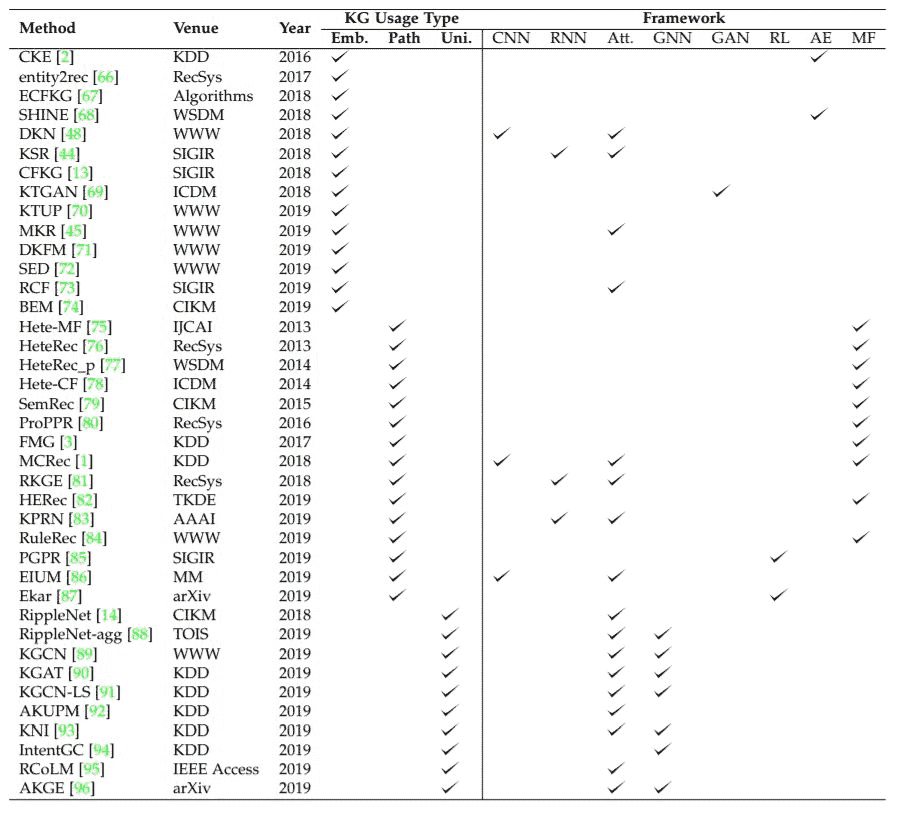 Method Venue Year KG Usage Type Framework
Emb. Path Uni. CNN RNN Att. GNN GAN RL AE MF
CKE [2] KDD 2016 ✓ ✓
entity2rec [66] RecSys 2017 ✓
ECFKG [67] Algorithms 2018 ✓
SHINE [68] WSDM 2018 ✓ ✓
DKN [48] WWW 2018 ✓ ✓ ✓
KSR [44] SIGIR 2018 ✓ ✓ ✓
CFKG [13] SIGIR 2018 ✓
KTGAN [69] ICDM 2018 ✓ ✓
KTUP [70] WWW 2019 ✓
MKR [45] WWW 2019 ✓ ✓
DKFM [71] WWW 2019 ✓
SED [72] WWW 2019 ✓
RCF [73] SIGIR 2019 ✓ ✓
BEM [74] CIKM 2019 ✓
Hete-MF [75] IJCAI 2013 ✓ ✓
HeteRec [76] RecSys 2013 ✓ ✓
HeteRec_p [77] WSDM 2014 ✓ ✓
Hete-CF [78] ICDM 2014 ✓ ✓
SemRec [79] CIKM 2015 ✓ ✓
ProPPR [80] RecSys 2016 ✓ ✓
FMG [3] KDD 2017 ✓ ✓
MCRec [1] KDD 2018 ✓ ✓ ✓ ✓
RKGE [81] RecSys 2018 ✓ ✓ ✓
HERec [82] TKDE 2019 ✓ ✓
KPRN [83] AAAI 2019 ✓ ✓ ✓
RuleRec [84] WWW 2019 ✓ ✓
PGPR [85] SIGIR 2019 ✓ ✓
EIUM [86] MM 2019 ✓ ✓ ✓
Ekar [87] arXiv 2019 ✓ ✓
RippleNet [14] CIKM 2018 ✓ ✓
RippleNet-agg [88] TOIS 2019 ✓ ✓ ✓
KGCN [89] WWW 2019 ✓ ✓ ✓
KGAT [90] KDD 2019 ✓ ✓ ✓
KGCN-LS [91] KDD 2019 ✓ ✓ ✓
AKUPM [92] KDD 2019 ✓ ✓
KNI [93] KDD 2019 ✓ ✓ ✓
IntentGC [94] KDD 2019 ✓ ✓
RCoLM [95] IEEE Access 2019 ✓ ✓
AKGE [96] arXiv 2019 ✓ ✓ ✓